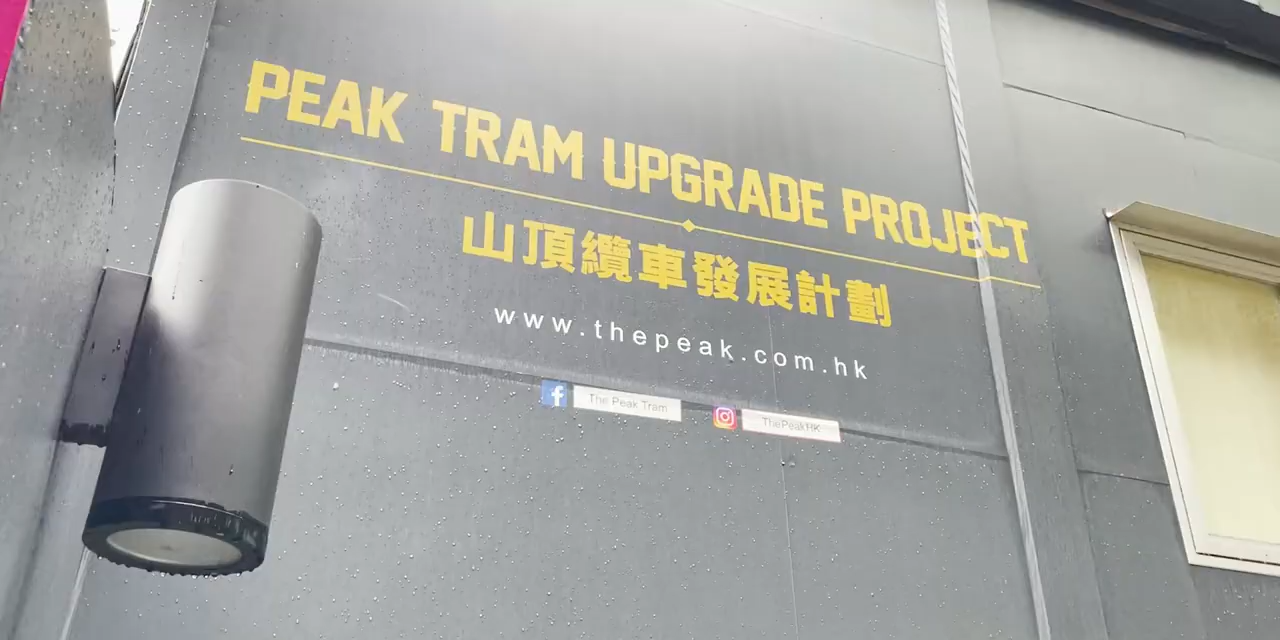 PEAK TRAM UPGRADE PROJECT
山頂纜車發展計劃
www.thepeak.com.hk
The Peak Tram
ThePeakHK